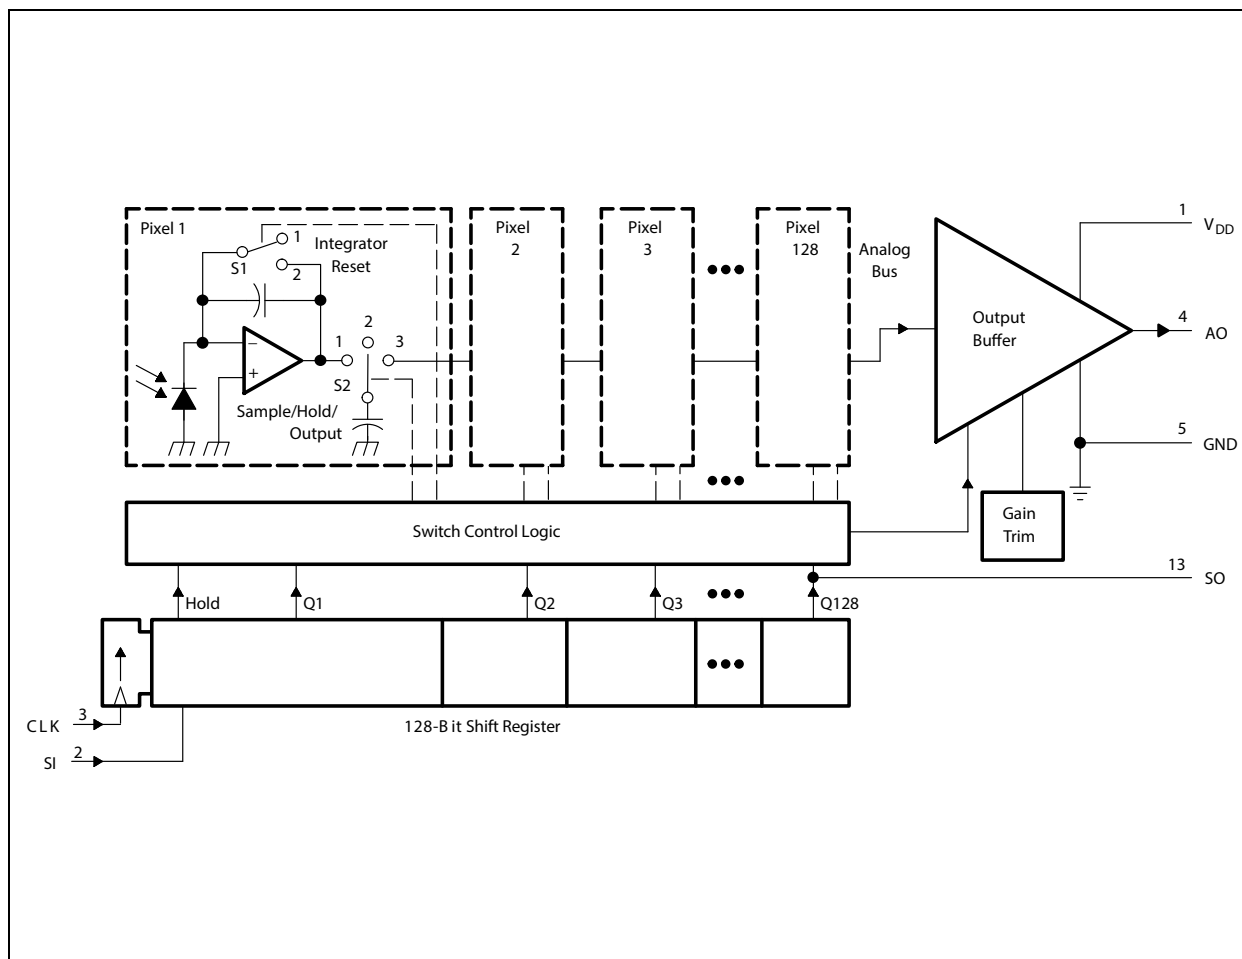 Pixel 1
1
Integrator
Reset
S1
2
−
+
1
2
3
S2
Sample/Hold/
Output
Pixel
2
Pixel
3
Pixel
128
Analog
Bus
Output
Buffer
1
VDD
4
AO
5
GND
Gain
Trim
Switch Control Logic
13
SO
Hold
Q1
Q2
Q3
Q128
CLK
3
128-B it Shift Register
SI
2